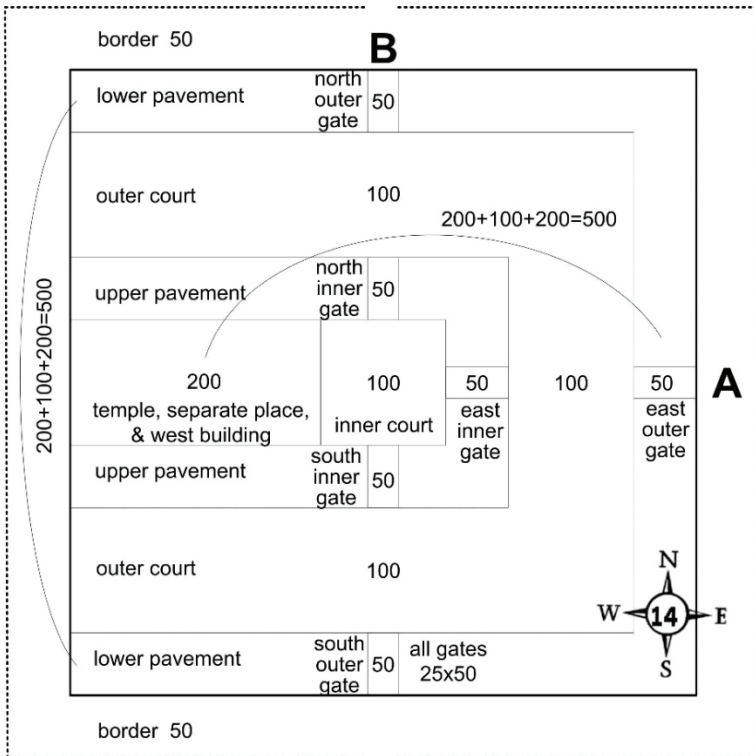 border 50
B
lower pavement
north
outer
gate
50
outer court
100
200+100+200=500
upper pavement
north
inner
gate
50
200+100+200=500
200
temple, separate place,
& west building
100
inner court
50
east
inner
gate
100
50
east
outer
gate
A
upper pavement
south
inner
gate
50
outer court
100
N
W
14
E
S
lower pavement
south
outer
gate
50
all gates
25x50
border 50